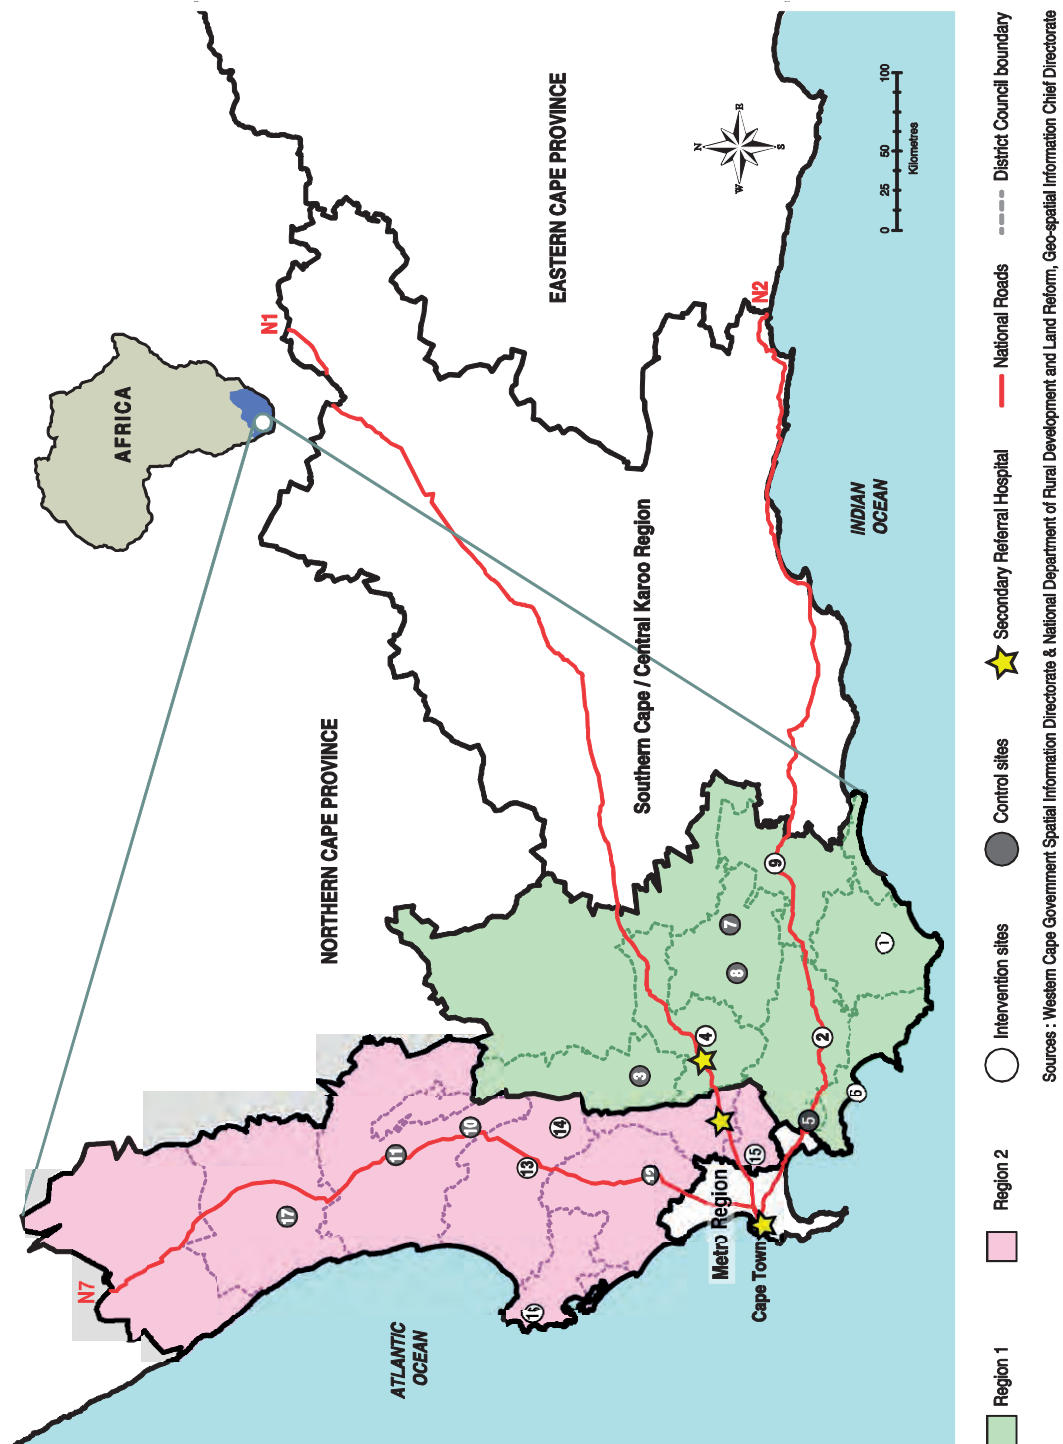 AFRICA
N1
N7
N2
NORTHERN CAPE PROVINCE
EASTERN CAPE PROVINCE
Southern Cape / Central Karoo Region
ATLANTIC
OCEAN
INDIAN
OCEAN
Metro Region
Cape Town
N
E
S
W
0 25 50 100
Kilometres
17
11
10
13
14
12
16
15
3
4
5
6
2
1
8
7
9
Region 1
Region 2
Intervention sites
Control sites
Secondary Referral Hospital
National Roads
District Council boundary
Sources : Western Cape Government Spatial Information Directorate & National Department of Rural Development and Land Reform, Geo-spatial Information Chief Directorate